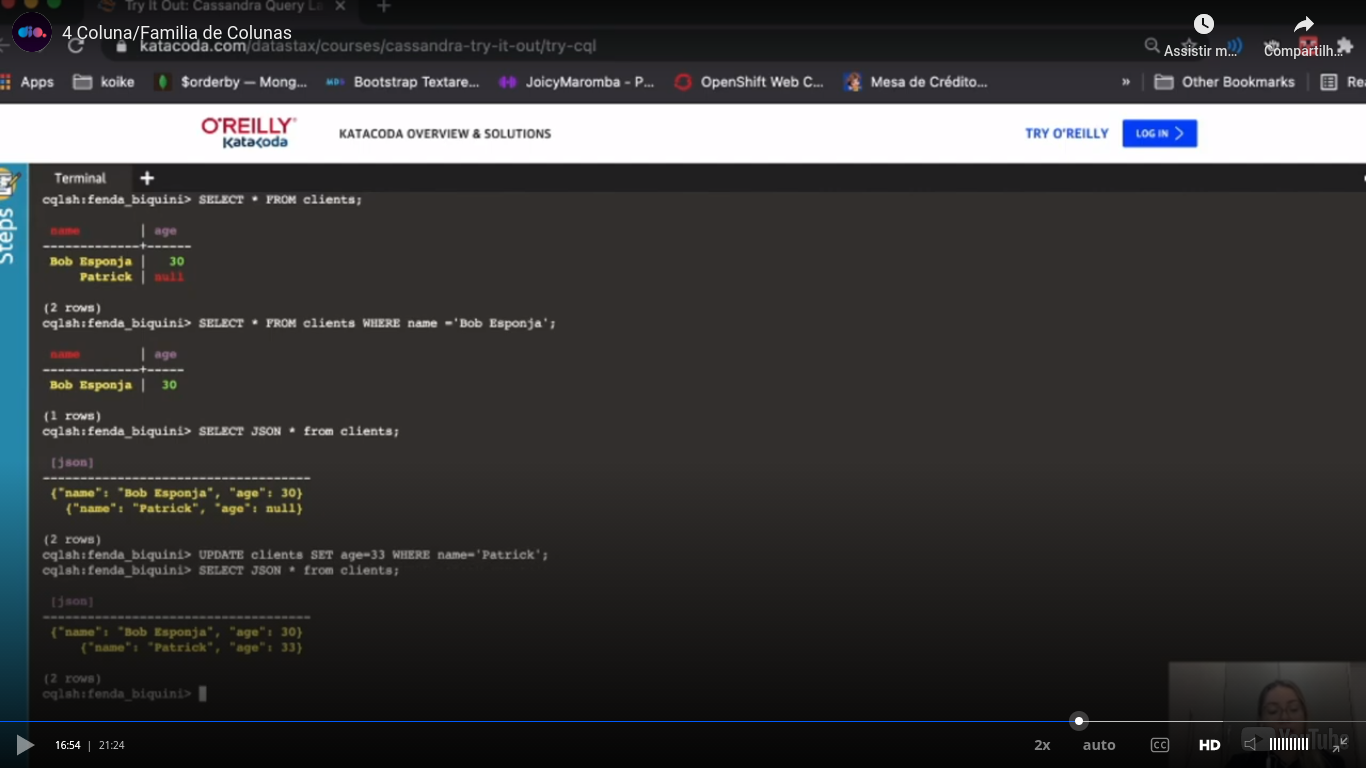 Try It Out: Cassandra Query La
4 Coluna/Familia de Colunas
Assistir m...
Compartilh...
katacoda.com/datastax/courses/cassandra-try-it-out/try-cql
Apps koike $orderby — Mong... Bootstrap Textare... JoicyMaromba - P... OpenShift Web C... Mesa de Crédito... » Other Bookmarks Rea
O'REILLY
Katacoda
KATACODA OVERVIEW & SOLUTIONS
TRY O'REILLY
LOG IN
Steps
Terminal
cqlsh:fenda_biquini> SELECT * FROM clients;
name | age
-------------+------
Bob Esponja | 30
Patrick | null
(2 rows)
cqlsh:fenda_biquini> SELECT * FROM clients WHERE name ='Bob Esponja';
name | age
-------------+-----
Bob Esponja | 30
(1 rows)
cqlsh:fenda_biquini> SELECT JSON * from clients;
[json]
------------------------------------
{"name": "Bob Esponja", "age": 30}
{"name": "Patrick", "age": null}
(2 rows)
cqlsh:fenda_biquini> UPDATE clients SET age=33 WHERE name='Patrick';
cqlsh:fenda_biquini> SELECT JSON * from clients;
[json]
------------------------------------
{"name": "Bob Esponja", "age": 30}
{"name": "Patrick", "age": 33}
(2 rows)
cqlsh:fenda_biquini>
16:54 | 21:24
2x auto CC HD
YouTube